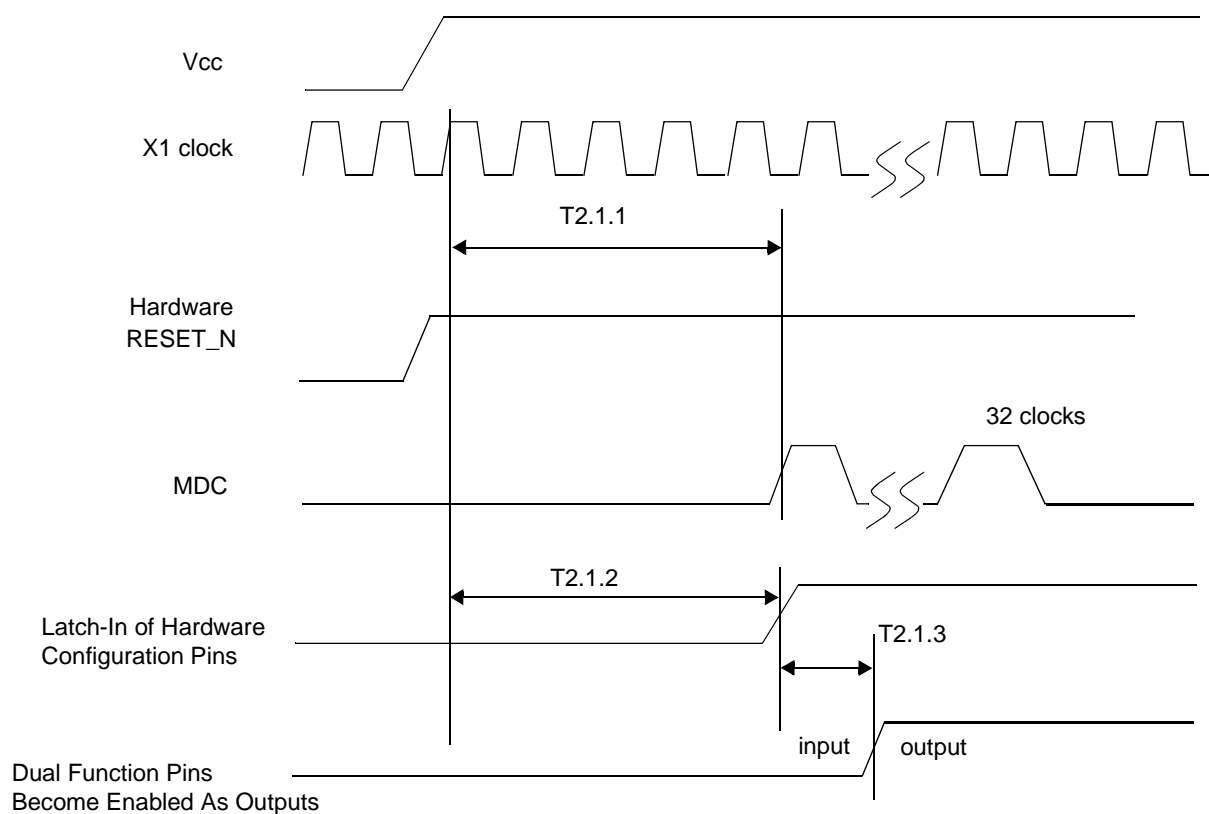 Vcc
X1 clock
T2.1.1
Hardware
RESET_N
32 clocks
MDC
T2.1.2
Latch-In of Hardware
Configuration Pins
T2.1.3
input
output
Dual Function Pins
Become Enabled As Outputs